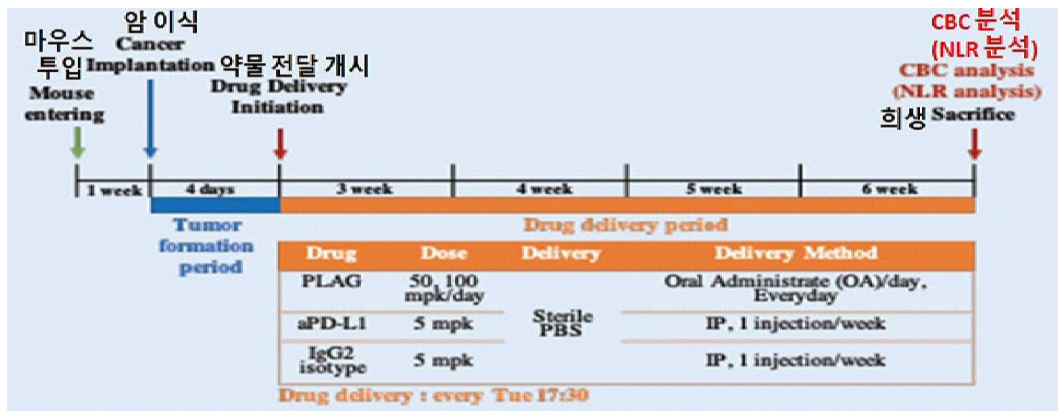 마우스
투입
Mouse
entering
암 이식
Cancer
Implantation
약물 전달 개시
Drug Delivery
Initiation
CBC 분석
(NLR 분석)
CBC analysis
(NLR analysis)
희생 Sacrifice
1 week 4 days 3 week 4 week 5 week 6 week
Tumor
formation
period
Drug delivery period
Drug Dose Delivery Delivery Method
PLAG 50, 100 mpk/day Sterile PBS Oral Administrate (OA)/day, Everyday
aPD-L1 5 mpk IP, 1 injection/week
IgG2 isotype 5 mpk IP, 1 injection/week
Drug delivery : every Tue 17:30